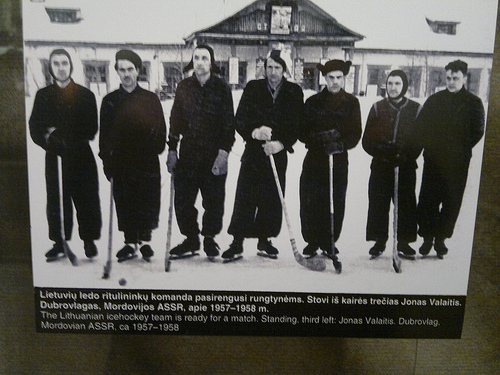 Lietuvių ledo ritulininkų komanda pasirengusi rungtynėms. Stovi iš kairės trečias Jonas Valaitis.
Dubrovlagas, Mordovijos ASSR, apie 1957–1958 m.
The Lithuanian icehockey team is ready for a match. Standing, third left: Jonas Valaitis. Dubrovlag,
Mordovian ASSR, ca 1957–1958